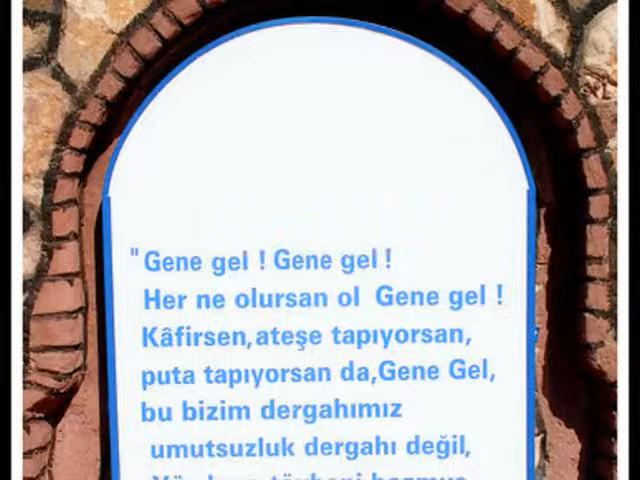 "Gene gel ! Gene gel !
Her ne olursan ol Gene gel !
Kâfirsen,ateşe tapıyorsan,
puta tapıyorsan da,Gene Gel,
bu bizim dergahımız
umutsuzluk dergahı değil,